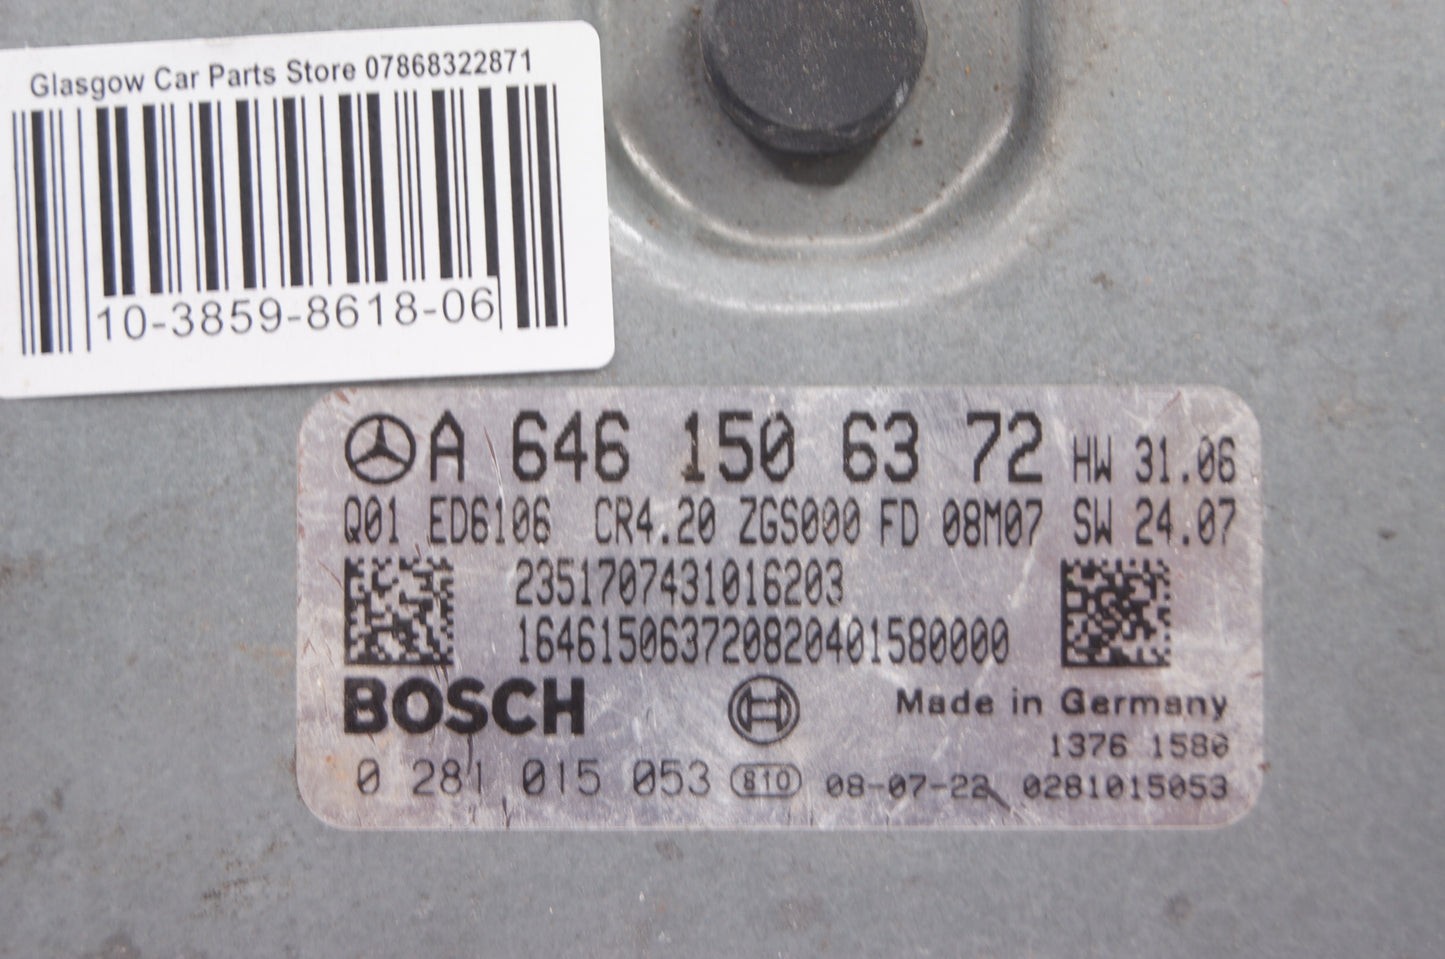 Glasgow Car Parts Store 07868322871
10-3859-8618-06
A 646 150 63 72 HW 31.06
Q01 ED6106 CR4.20 ZGS000 FD 08M07 SW 24.07
2351707431016203
164615063720820401580000
BOSCH Made in Germany
1376 1580
0 281 015 053 810 08-07-22 0281015053